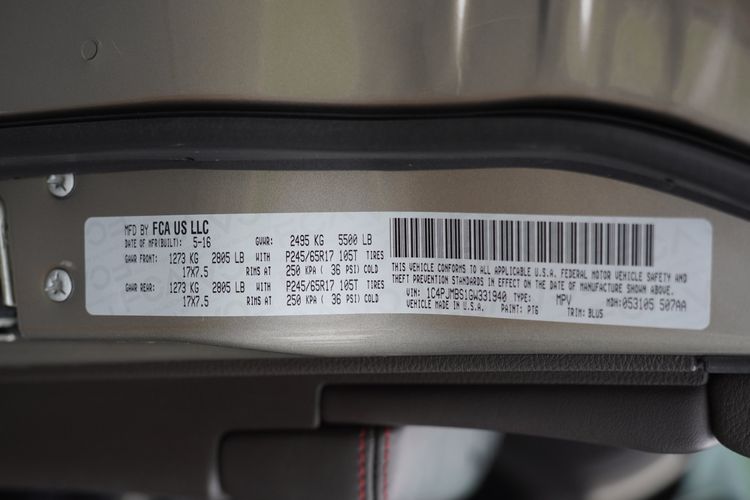 MFD BY FCA US LLC
DATE OF MFR(BUILT): 5-16 GVWR: 2495 KG 5500 LB
GAWR FRONT: 1273 KG 2805 LB WITH P245/65R17 105T TIRES
17X7.5 RIMS AT 250 KPA ( 36 PSI) COLD
GAWR REAR: 1273 KG 2805 LB WITH P245/65R17 105T TIRES
17X7.5 RIMS AT 250 KPA ( 36 PSI) COLD
THIS VEHICLE CONFORMS TO ALL APPLICABLE U.S.A. FEDERAL MOTOR VEHICLE SAFETY AND
THEFT PREVENTION STANDARDS IN EFFECT ON THE DATE OF MANUFACTURE SHOWN ABOVE.
VIN: 1C4PJMBS1GW331940 TYPE: MPV MDH: 053105 507AA
VEHICLE MADE IN U.S.A. PAINT: PTG TRIM: BLUS